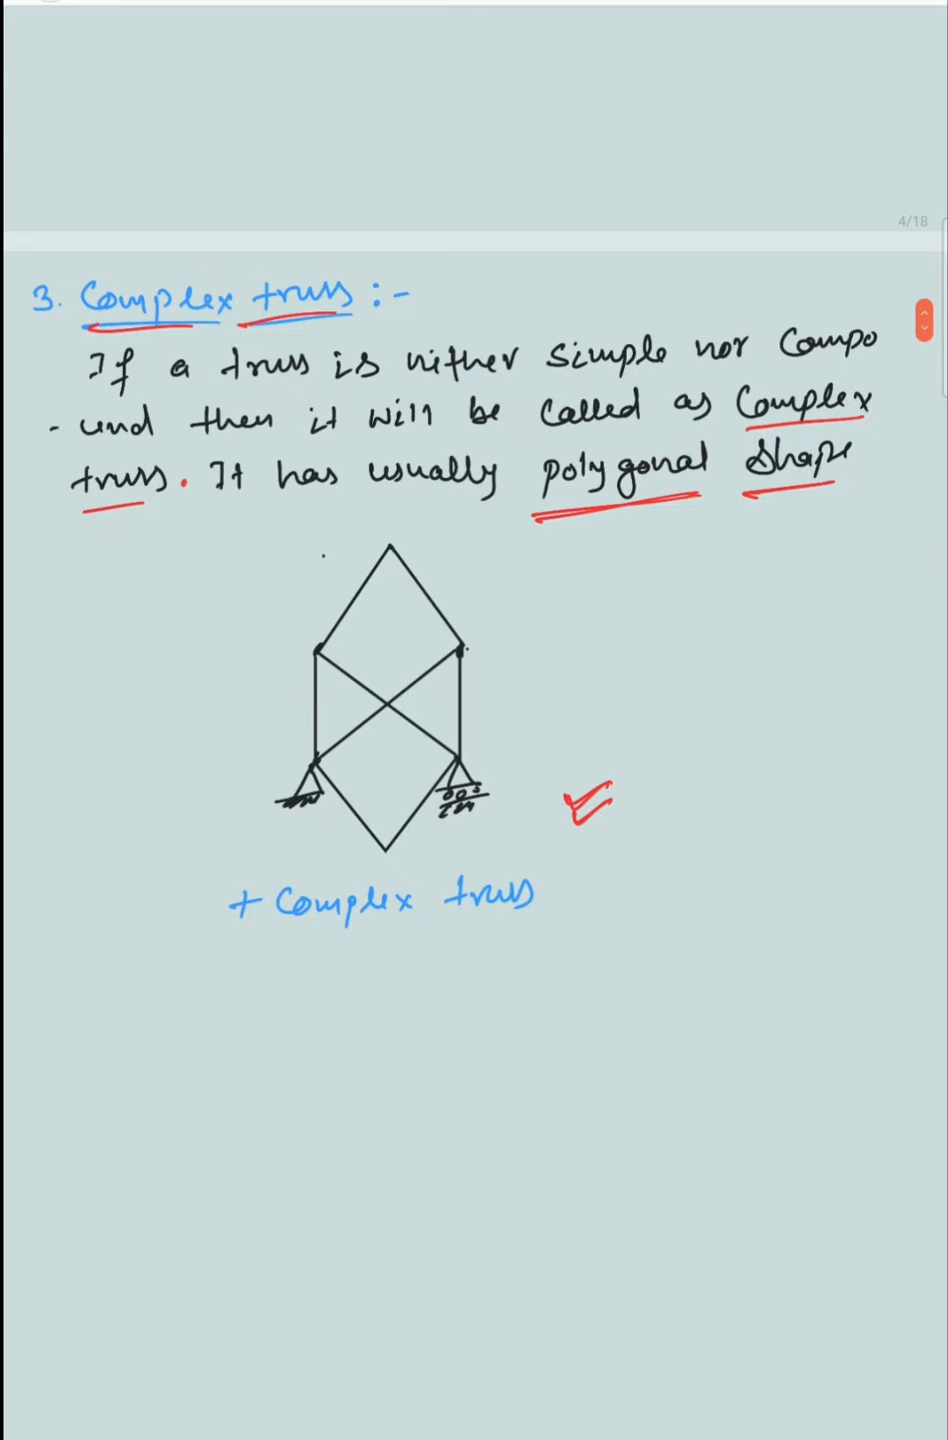 4/18
3. Complex truss :-
If a truss is nither simple nor Compo
- und then it will be Called as Complex
truss. It has usually polygonal Shape
+ Complex truss